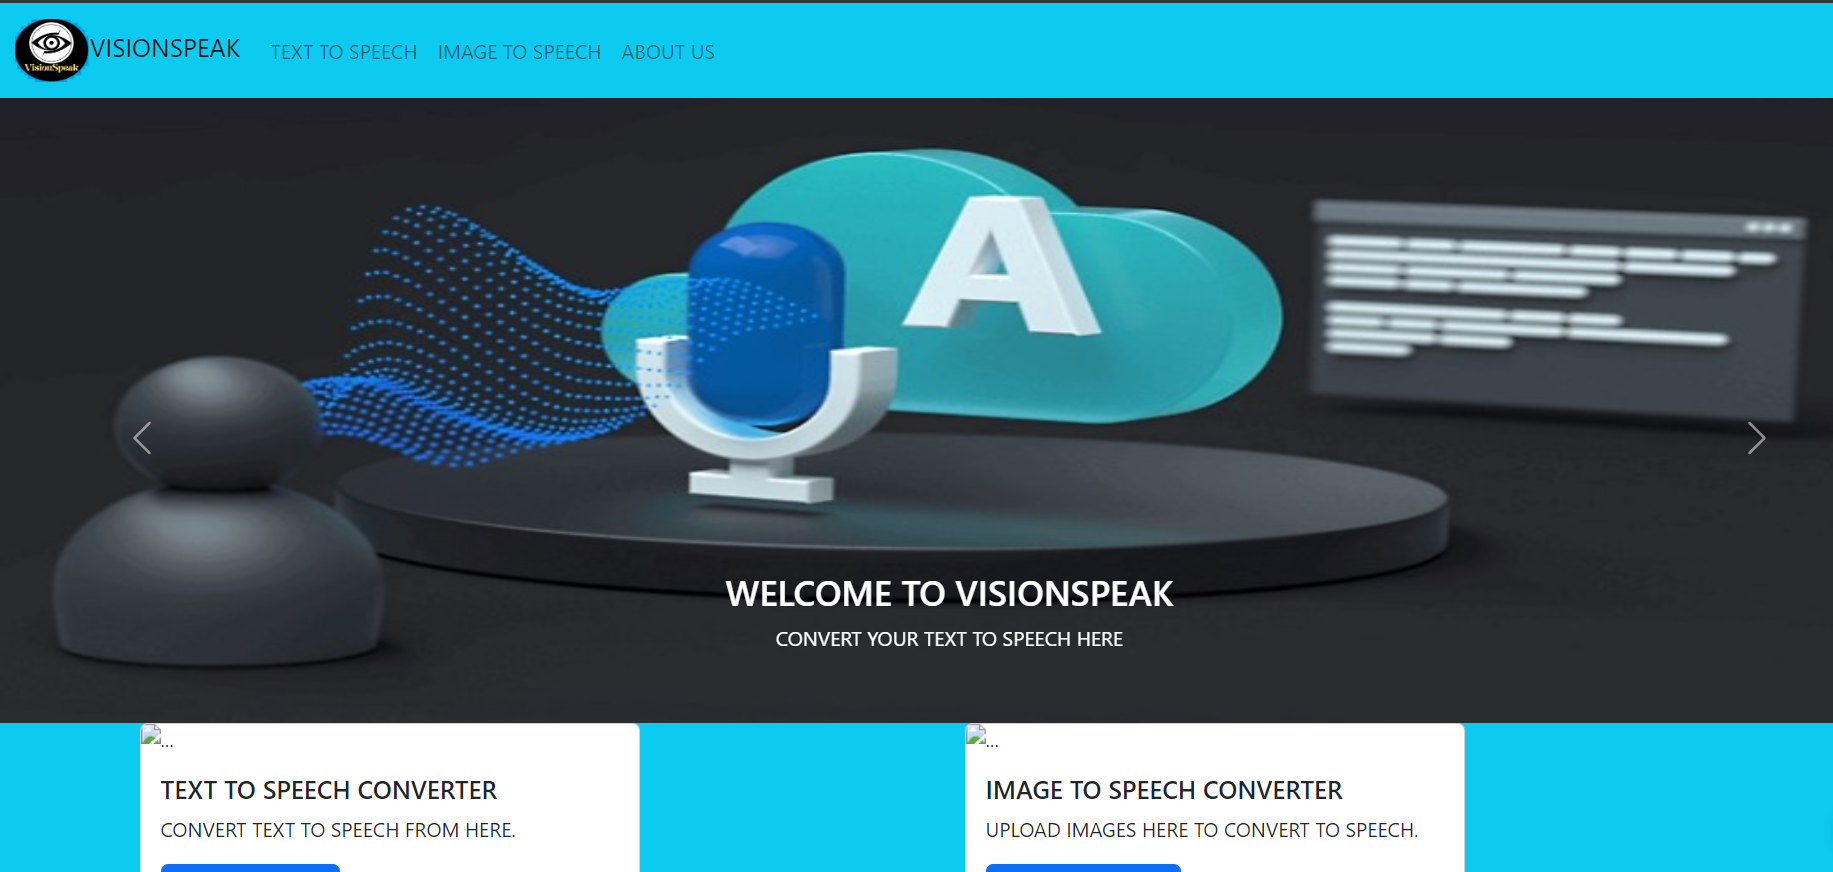 VisionSpeak
VISIONSPEAK
TEXT TO SPEECH
IMAGE TO SPEECH
ABOUT US
A
WELCOME TO VISIONSPEAK
CONVERT YOUR TEXT TO SPEECH HERE
...
TEXT TO SPEECH CONVERTER
CONVERT TEXT TO SPEECH FROM HERE.
...
IMAGE TO SPEECH CONVERTER
UPLOAD IMAGES HERE TO CONVERT TO SPEECH.